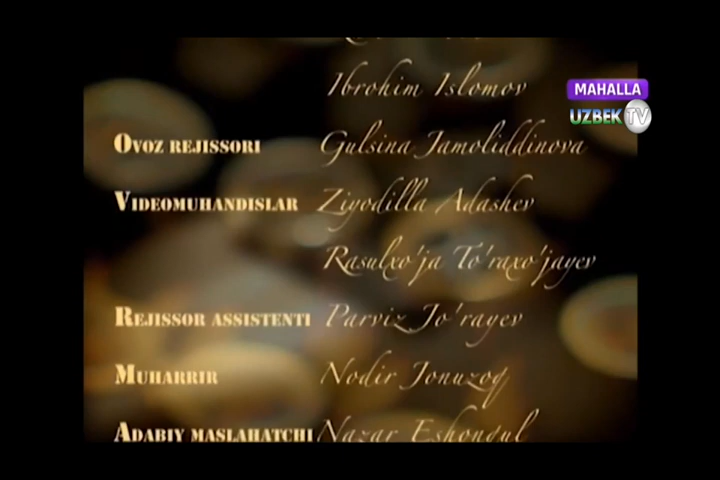 Ibrohim Islomov
MAHALLA
UZBEK TV
OVOZ REJISSORI Gulsina Jamoliddinova
VIDEOMUHANDISLAR Ziyodilla Adashev
Rasulxo'ja To'raxo'jayev
REJISSOR ASSISTENTI Parviz Jo'rayev
MUHARRIR Nodir Jonuzoq
ADABIY MASLAHATCHI Nazar Eshonqul